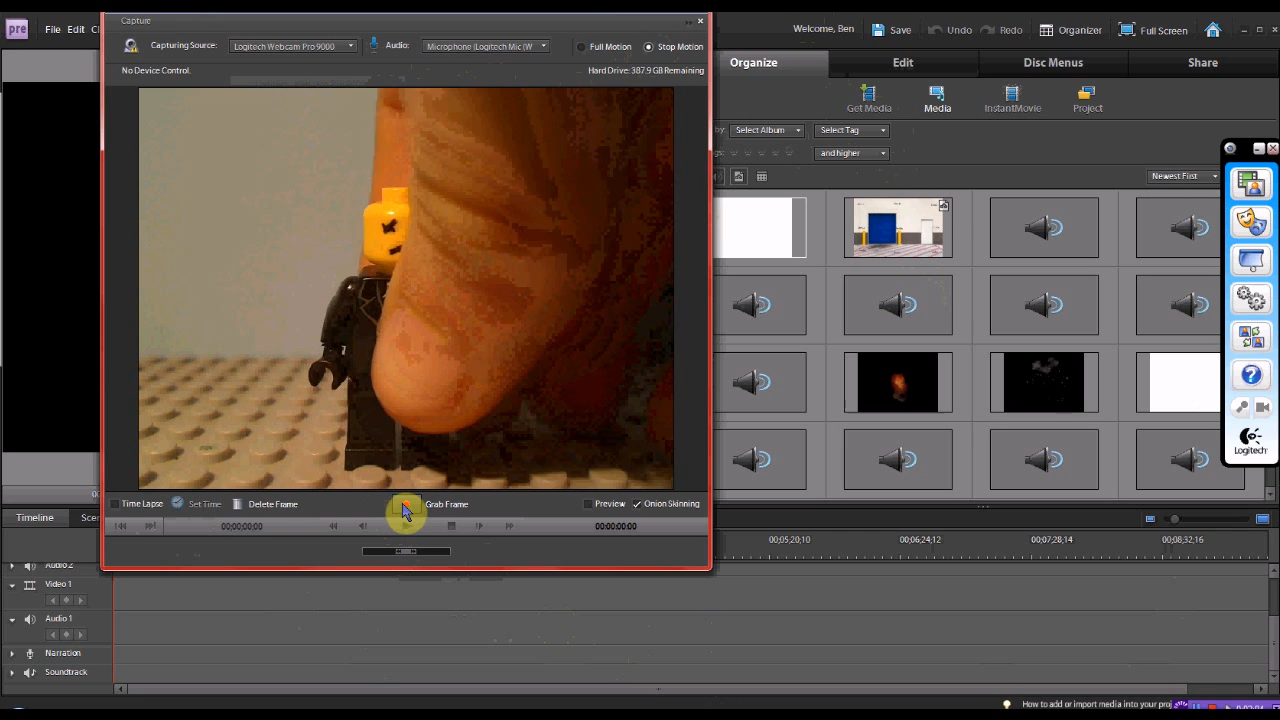 Capture
pre
File Edit Cl
Welcome, Ben
Save
Undo
Redo
Organizer
Full Screen
Capturing Source:
Logitech Webcam Pro 9000
Audio:
Microphone (Logitech Mic (W
Full Motion
Stop Motion
No Device Control.
Hard Drive: 387.9 GB Remaining
Organize
Edit
Disc Menus
Share
Get Media
Media
InstantMovie
Project
by:
Select Album
Select Tag
and higher
Newest First
Logitech
Time Lapse
Set Time
Delete Frame
Grab Frame
Preview
Onion Skinning
00;00;00;00
00:00:00:00
Timeline
Scen
00;05;20;10
00;06;24;12
00;07;28;14
00;08;32;16
Audio 2
Video 1
Audio 1
Narration
Soundtrack
How to add or import media into your proj